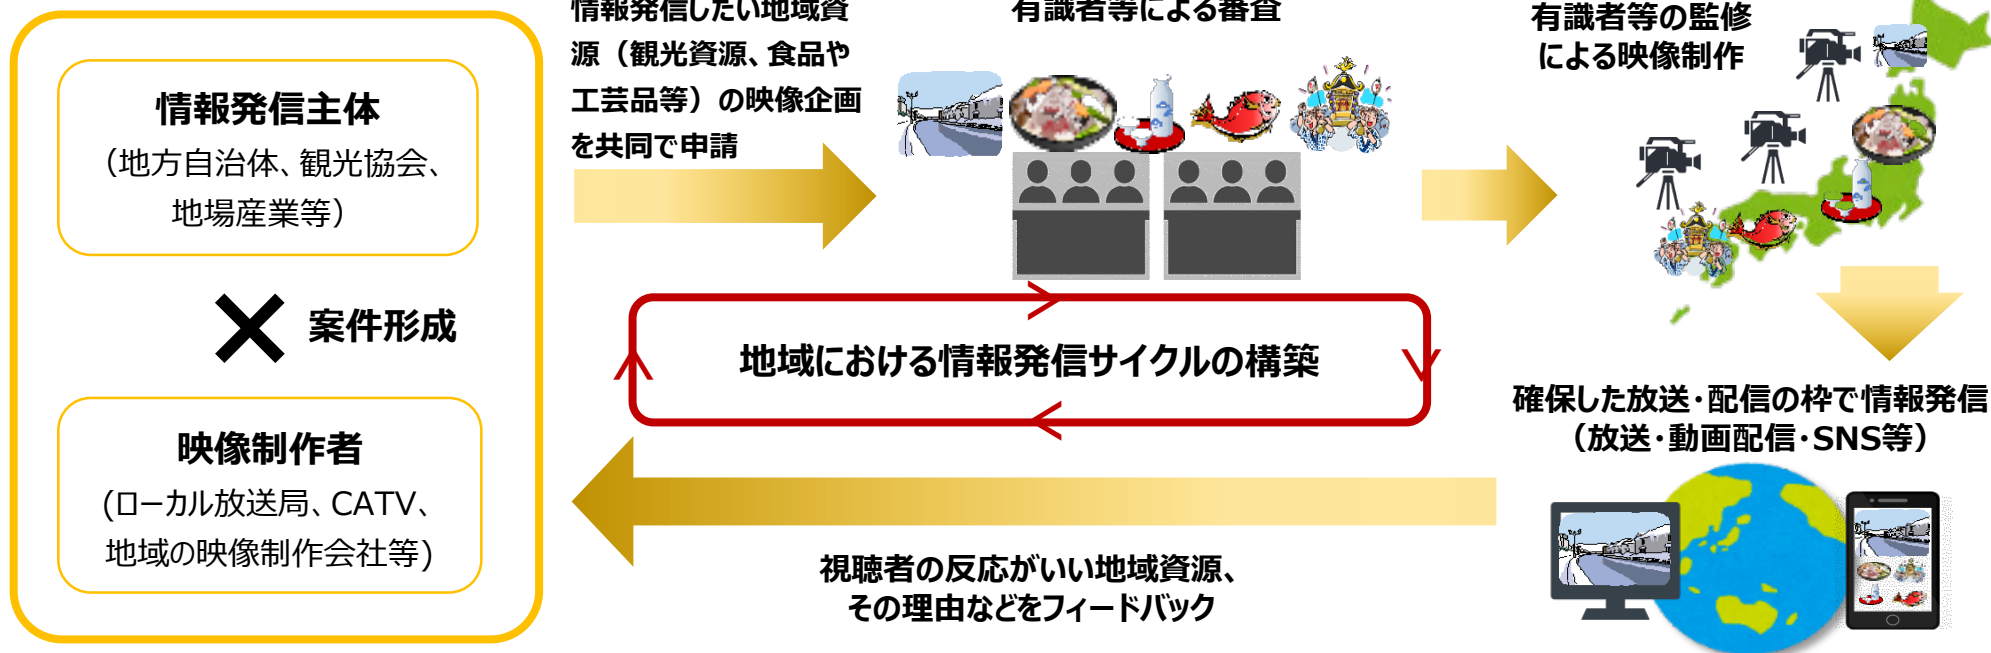 情報発信主体
（地方自治体、観光協会、
地場産業等）
案件形成
映像制作者
(ローカル放送局、CATV、
地域の映像制作会社等)
情報発信したい地域資
源（観光資源、食品や
工芸品等）の映像企画
を共同で申請
有識者等による審査
有識者等の監修
による映像制作
地域における情報発信サイクルの構築
確保した放送・配信の枠で情報発信
（放送・動画配信・SNS等）
視聴者の反応がいい地域資源、
その理由などをフィードバック